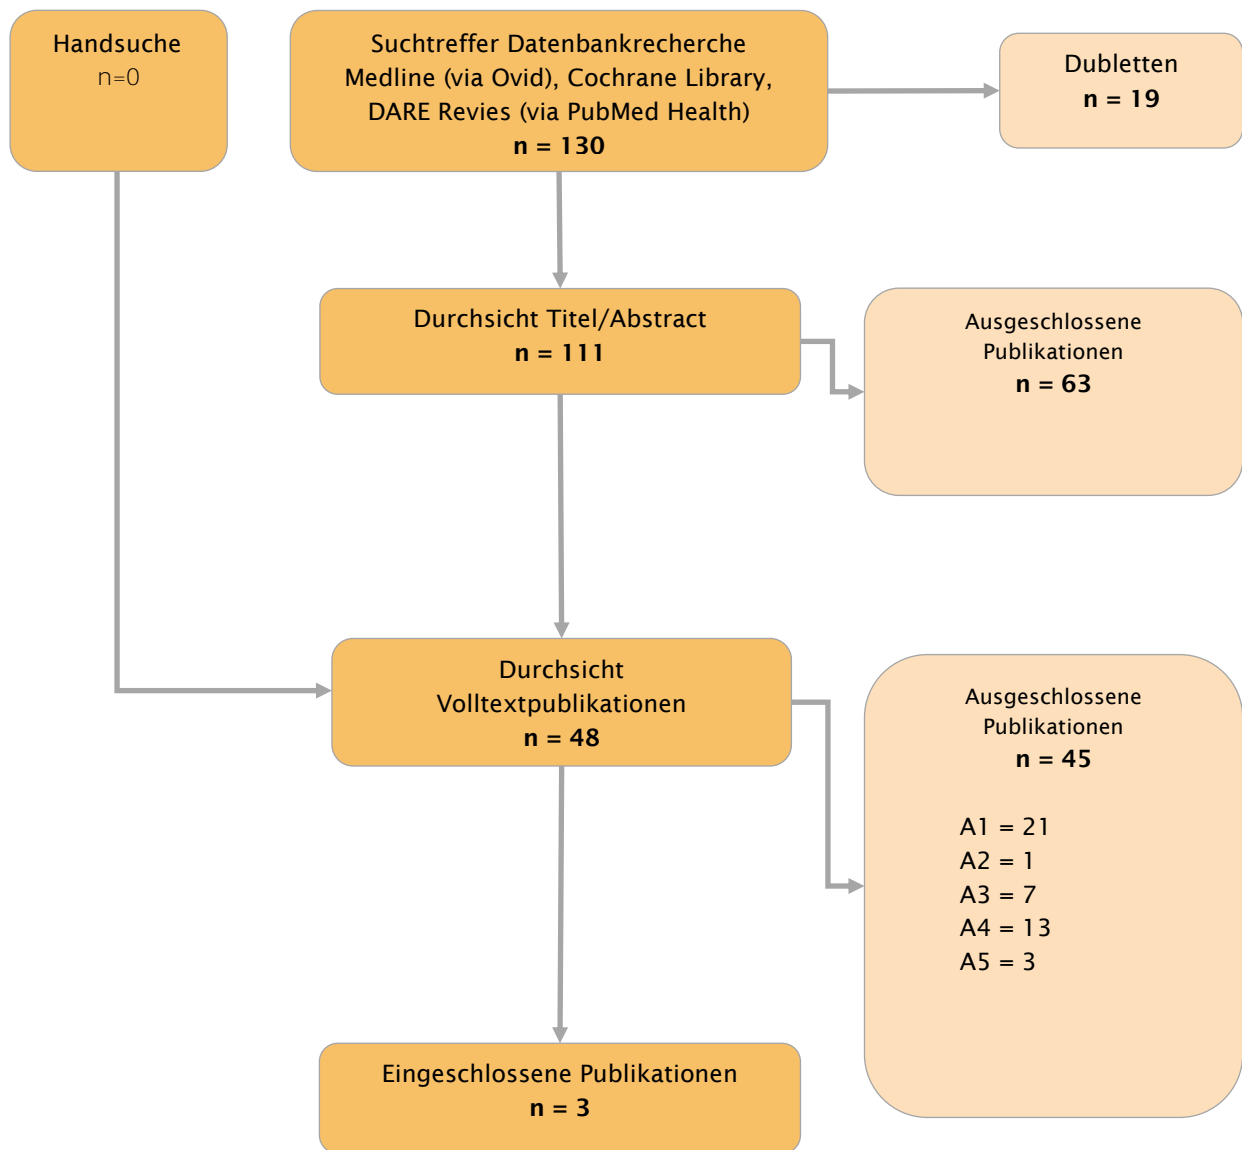 Handsuche
n=0
Suchtreffer Datenbankrecherche
Medline (via Ovid), Cochrane Library,
DARE Revies (via PubMed Health)
n = 130
Dubletten
n = 19
Durchsicht Titel/Abstract
n = 111
Ausgeschlossene
Publikationen
n = 63
Durchsicht
Volltextpublikationen
n = 48
Ausgeschlossene
Publikationen
n = 45
A1 = 21
A2 = 1
A3 = 7
A4 = 13
A5 = 3
Eingeschlossene Publikationen
n = 3